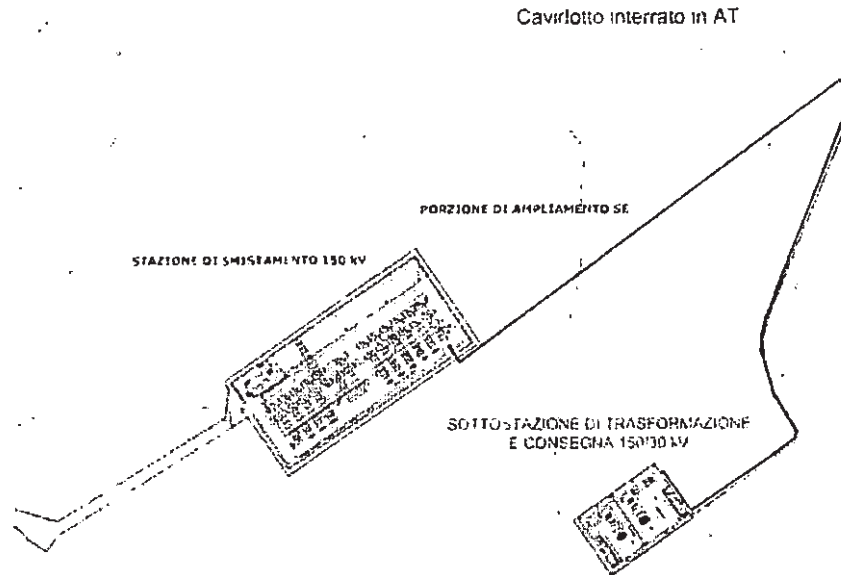 Cavidotto interrato in AT
PORZIONE DI AMPLIAMENTO SE
STAZIONE DI SMISTAMENTO 150 kV
SOTTOSTAZIONE DI TRASFORMAZIONE
E CONSEGNA 150/30 kV